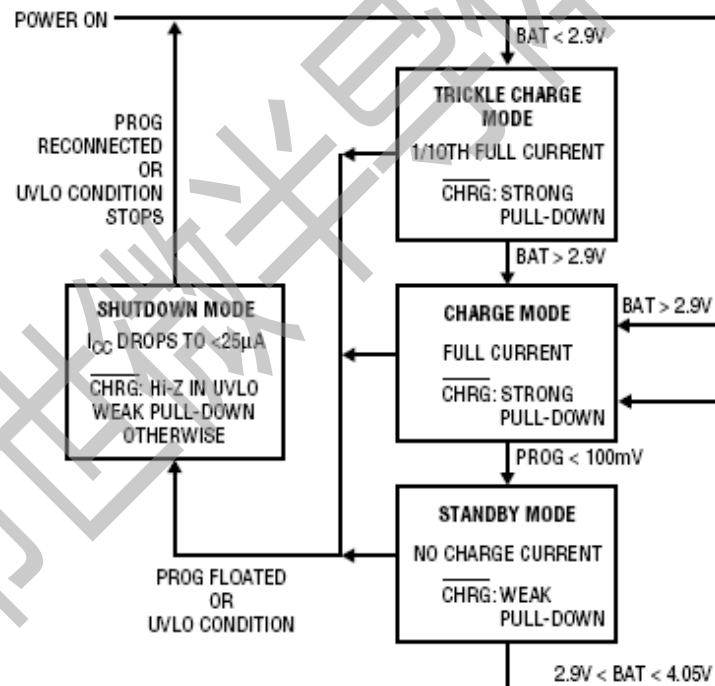 POWER ON
BAT < 2.9V
TRICKLE CHARGE
MODE
1/10TH FULL CURRENT
CHRG: STRONG
PULL-DOWN
PROG
RECONNECTED
OR
UVLO CONDITION
STOPS
BAT > 2.9V
SHUTDOWN MODE
ICC DROPS TO <25µA
CHRG: Hi-Z IN UVLO
WEAK PULL-DOWN
OTHERWISE
CHARGE MODE
FULL CURRENT
CHRG: STRONG
PULL-DOWN
BAT > 2.9V
PROG < 100mV
STANDBY MODE
NO CHARGE CURRENT
CHRG: WEAK
PULL-DOWN
PROG FLOATED
OR
UVLO CONDITION
2.9V < BAT < 4.05V